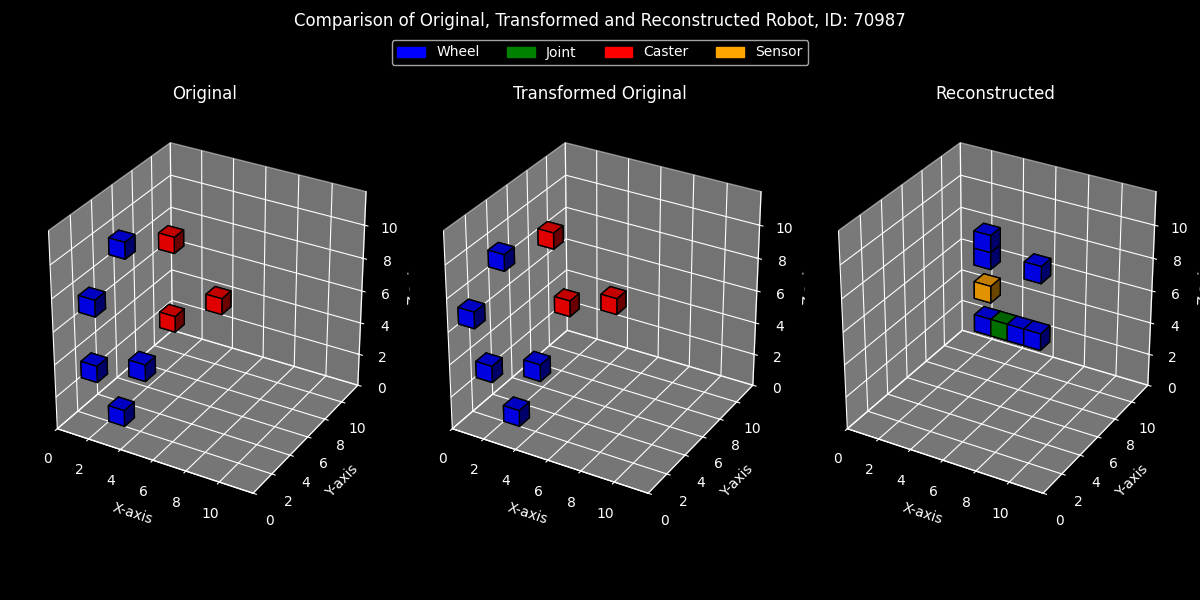 Comparison of Original, Transformed and Reconstructed Robot, ID: 70987
Wheel Joint Caster Sensor
Original
Transformed Original
Reconstructed
10
8
6
4
2
0
0 2 4 6 8 10
X-axis
0 2 4 6 8 10
Y-axis
10
8
6
4
2
0
0 2 4 6 8 10
X-axis
0 2 4 6 8 10
Y-axis
10
8
6
4
2
0
0 2 4 6 8 10
X-axis
0 2 4 6 8 10
Y-axis